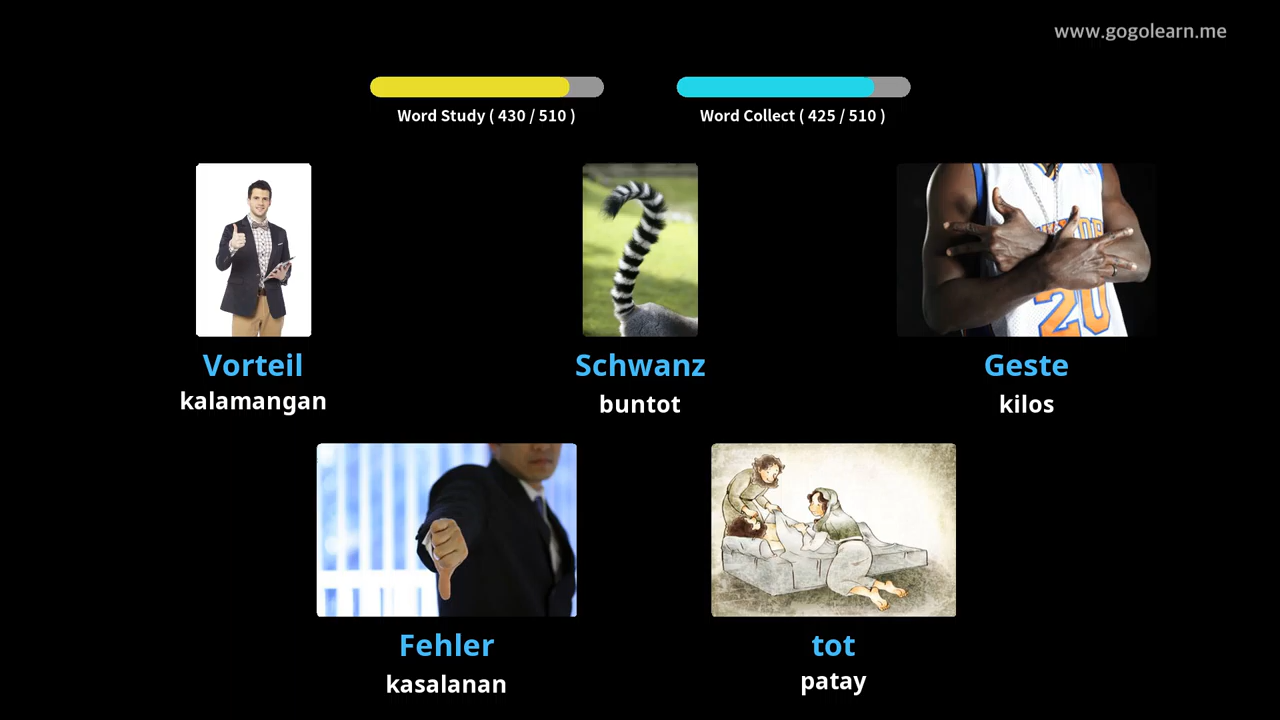 www.gogolearn.me
Word Study ( 430 / 510 )
Word Collect ( 425 / 510 )
Vorteil
kalamangan
Schwanz
buntot
20
Geste
kilos
Fehler
kasalanan
tot
patay